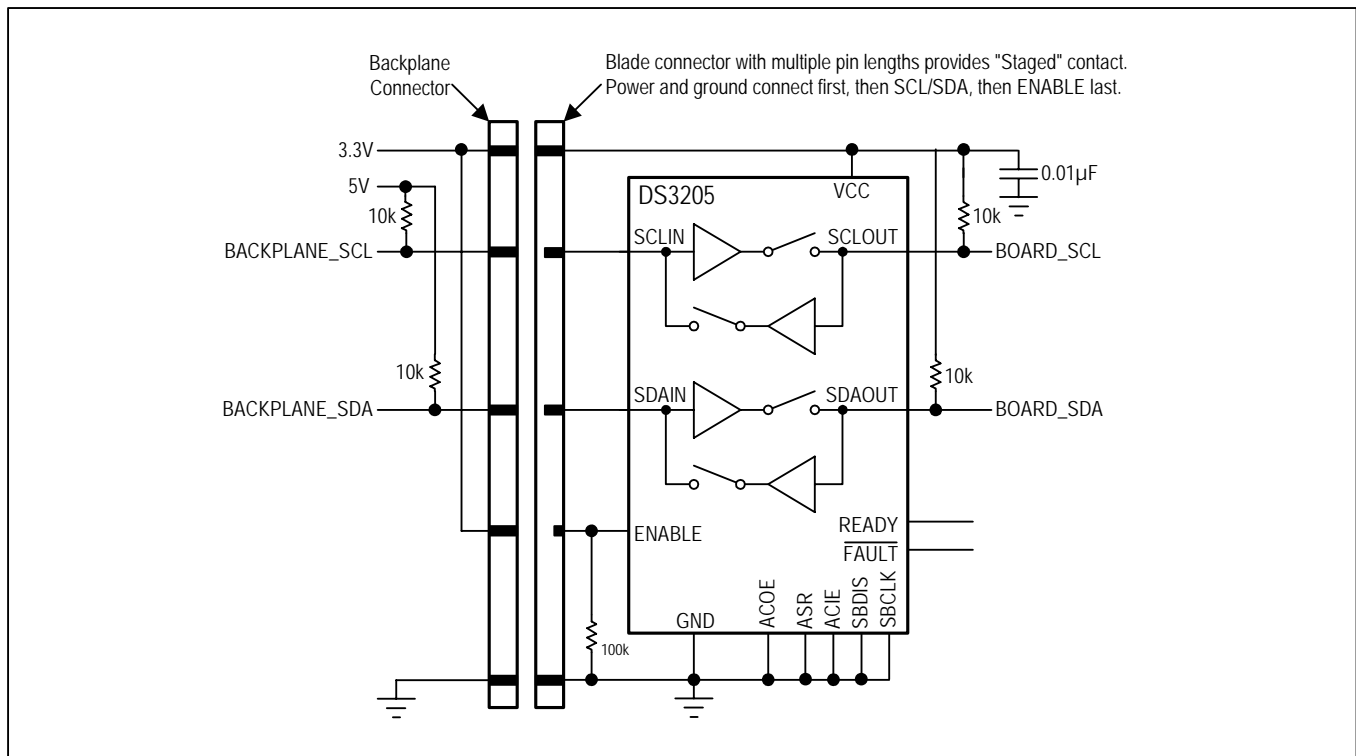 Backplane
Connector
Blade connector with multiple pin lengths provides "Staged" contact.
Power and ground connect first, then SCL/SDA, then ENABLE last.
3.3V
5V
10k
BACKPLANE_SCL
10k
BACKPLANE_SDA
DS3205
VCC
0.01µF
10k
SCLIN
SCLOUT
BOARD_SCL
SDAIN
SDAOUT
10k
BOARD_SDA
ENABLE
READY
FAULT
100k
GND
ACOE
ASR
ACIE
SBDIS
SBCLK